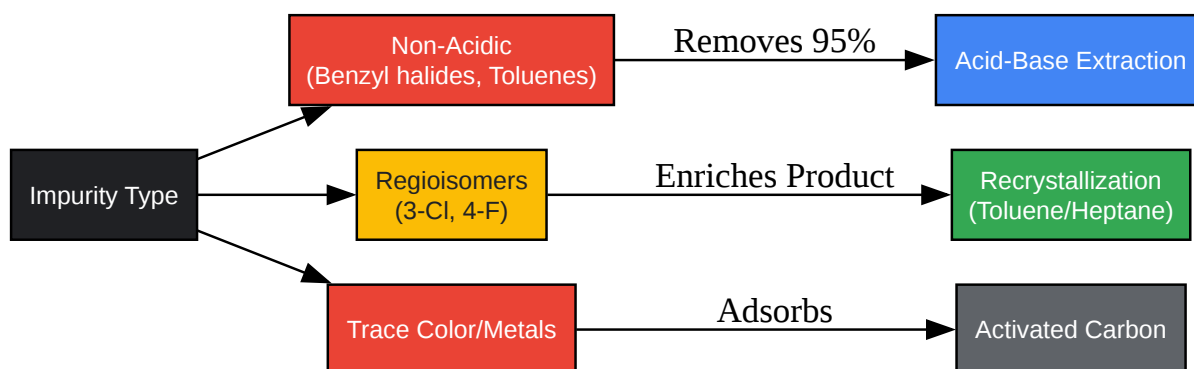 Non-Acidic
(Benzyl halides, Toluenes)
Removes 95%
Acid-Base Extraction
Impurity Type
Regioisomers
(3-Cl, 4-F)
Enriches Product
Recrystallization
(Toluene/Heptane)
Trace Color/Metals
Adsorbs
Activated Carbon